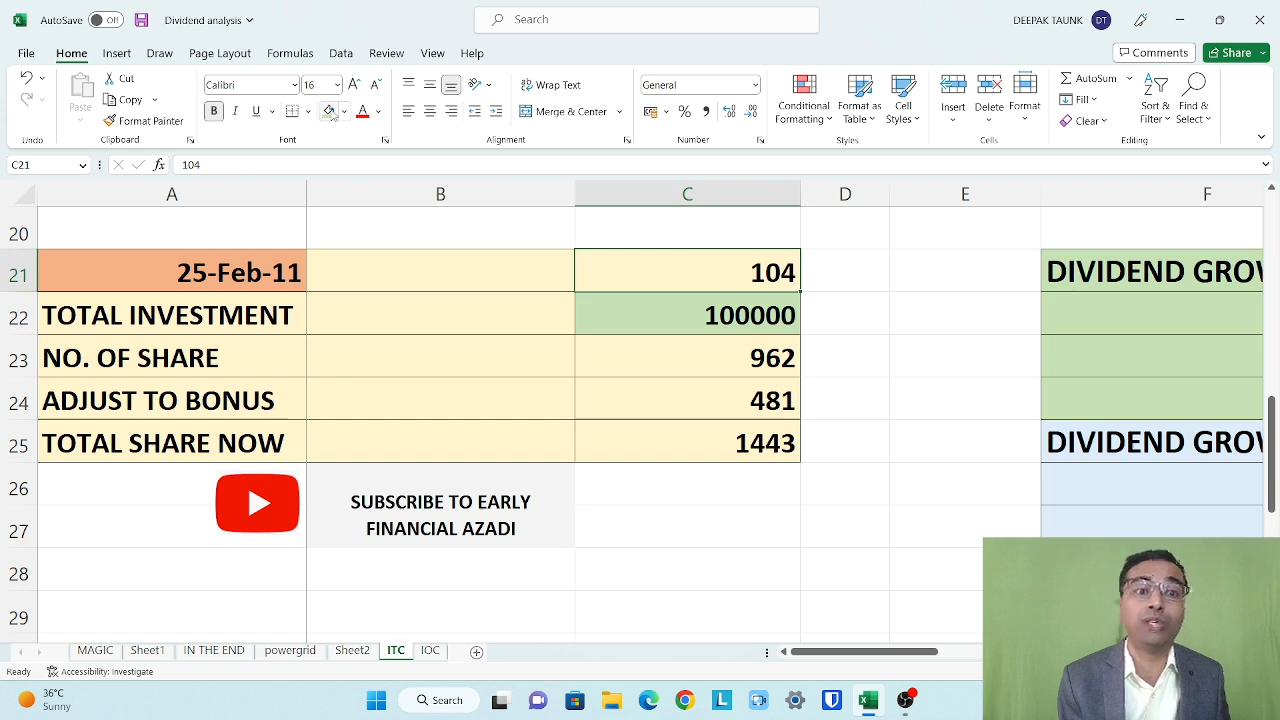 AutoSave Off Dividend analysis Search DEEPAK TAUNK DT
File Home Insert Draw Page Layout Formulas Data Review View Help Comments Share
Paste Cut Copy Format Painter
Calibri 16 B I U A
Wrap Text Merge & Center
General % ,
Conditional Formatting Format as Table Cell Styles
Insert Delete Format
AutoSum Fill Clear Sort & Filter Find & Select
Undo Clipboard Font Alignment Number Styles Cells Editing
C21 fx 104
A B C D E F
20
21 25-Feb-11 104 DIVIDEND GROW
22 TOTAL INVESTMENT 100000
23 NO. OF SHARE 962
24 ADJUST TO BONUS 481
25 TOTAL SHARE NOW 1443 DIVIDEND GROW
26 SUBSCRIBE TO EARLY
27 FINANCIAL AZADI
28
29
MAGIC Sheet1 IN THE END powergrid Sheet2 ITC IOC
Ready Accessibility: Investigate
36°C
Sunny
Search